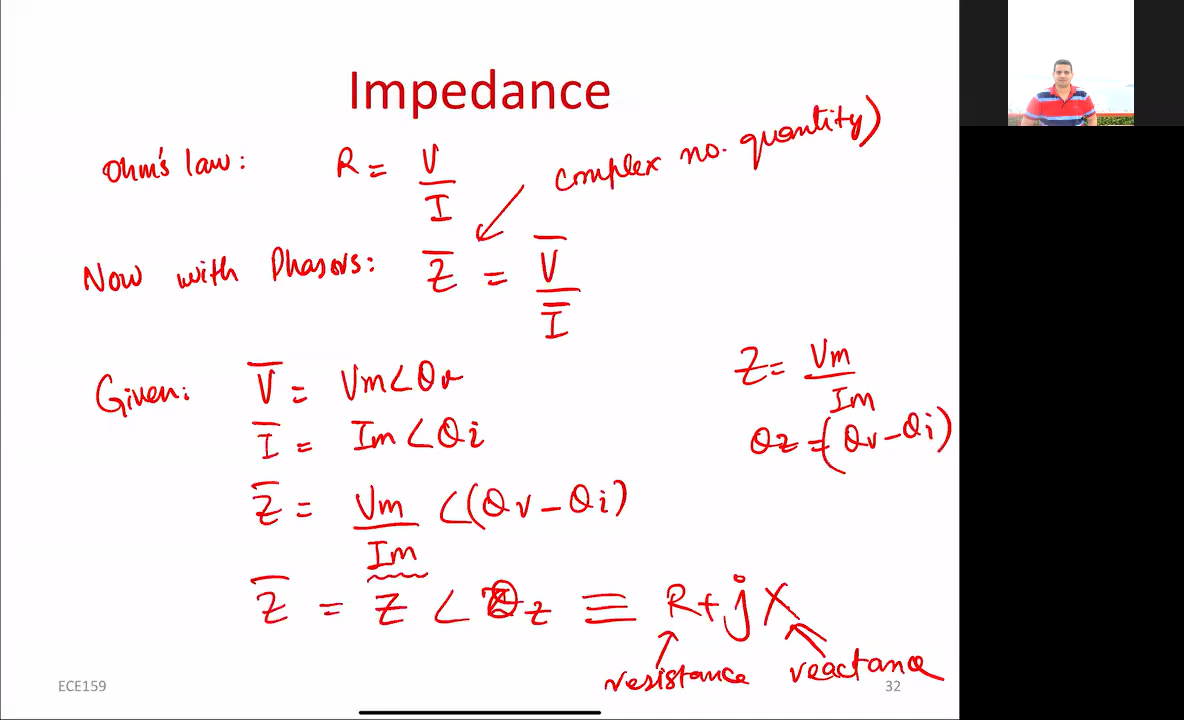 Impedance
Ohm's law: R = V / I
complex no. quantity)
Now with Phasors: Z̅ = V̅ / I̅
Given: V̅ = Vm∠θv
I̅ = Im∠θi
Z = Vm / Im
θz = (θv - θi)
Z̅ = Vm / Im ∠(θv - θi)
Z̅ = Z ∠ θz ≡ R + jX
resistance reactance
ECE159 32